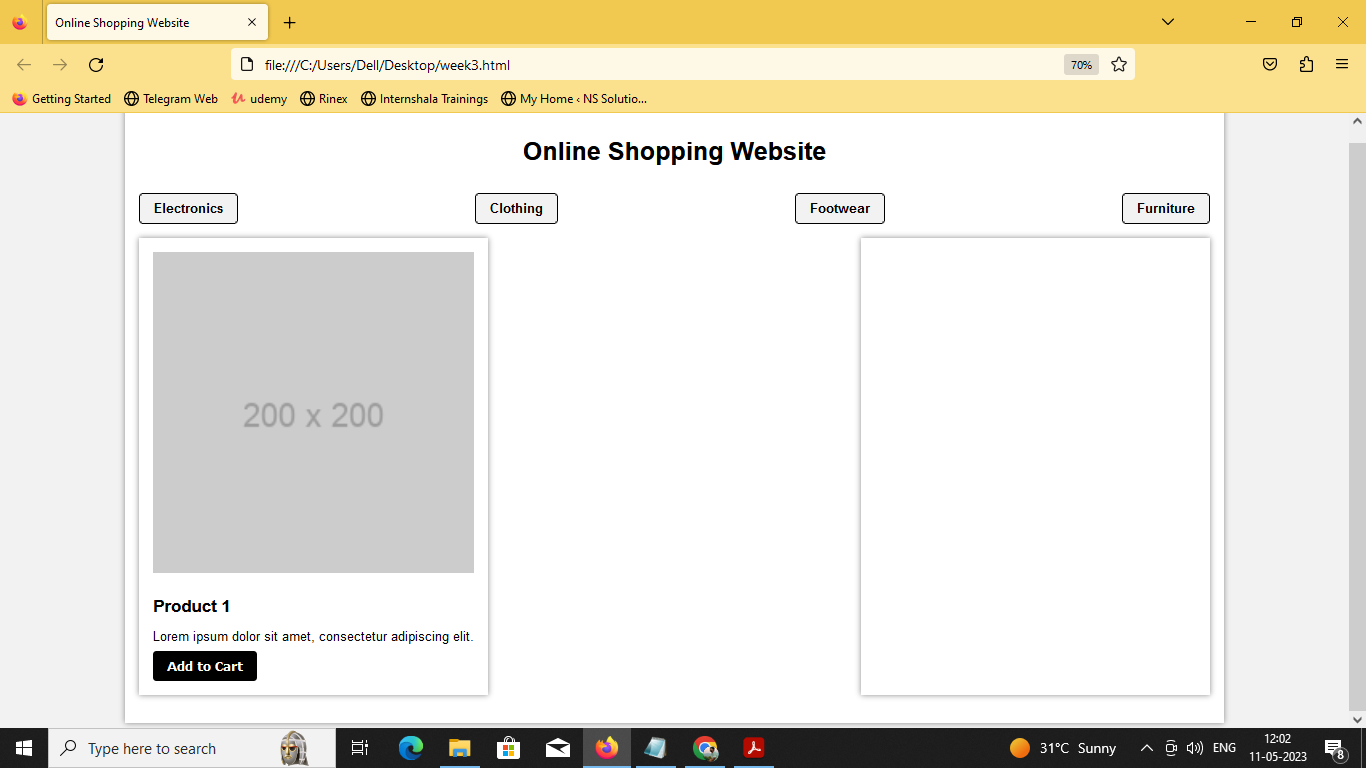 Online Shopping Website
file:///C:/Users/Dell/Desktop/week3.html
70%
Getting Started
Telegram Web
udemy
Rinex
Internshala Trainings
My Home ‹ NS Solutio...
Online Shopping Website
Electronics
Clothing
Footwear
Furniture
200 x 200
Product 1
Lorem ipsum dolor sit amet, consectetur adipiscing elit.
Add to Cart
Type here to search
31°C Sunny
ENG
12:02
11-05-2023
8